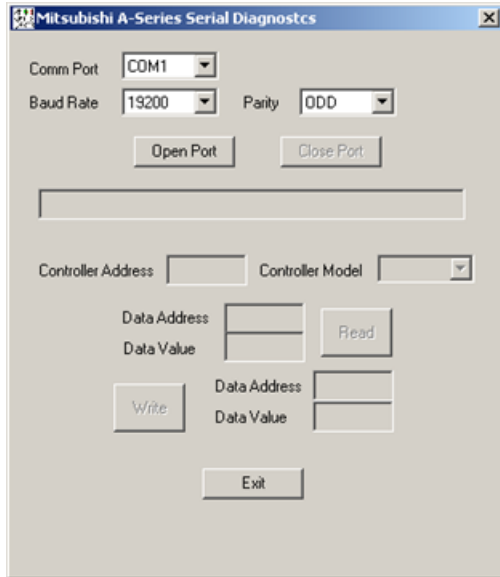 Mitsubishi A-Series Serial Diagnostcs
Comm Port COM1
Baud Rate 19200 Parity ODD
Open Port Close Port
Controller Address Controller Model
Data Address
Read
Data Value
Data Address
Write
Data Value
Exit